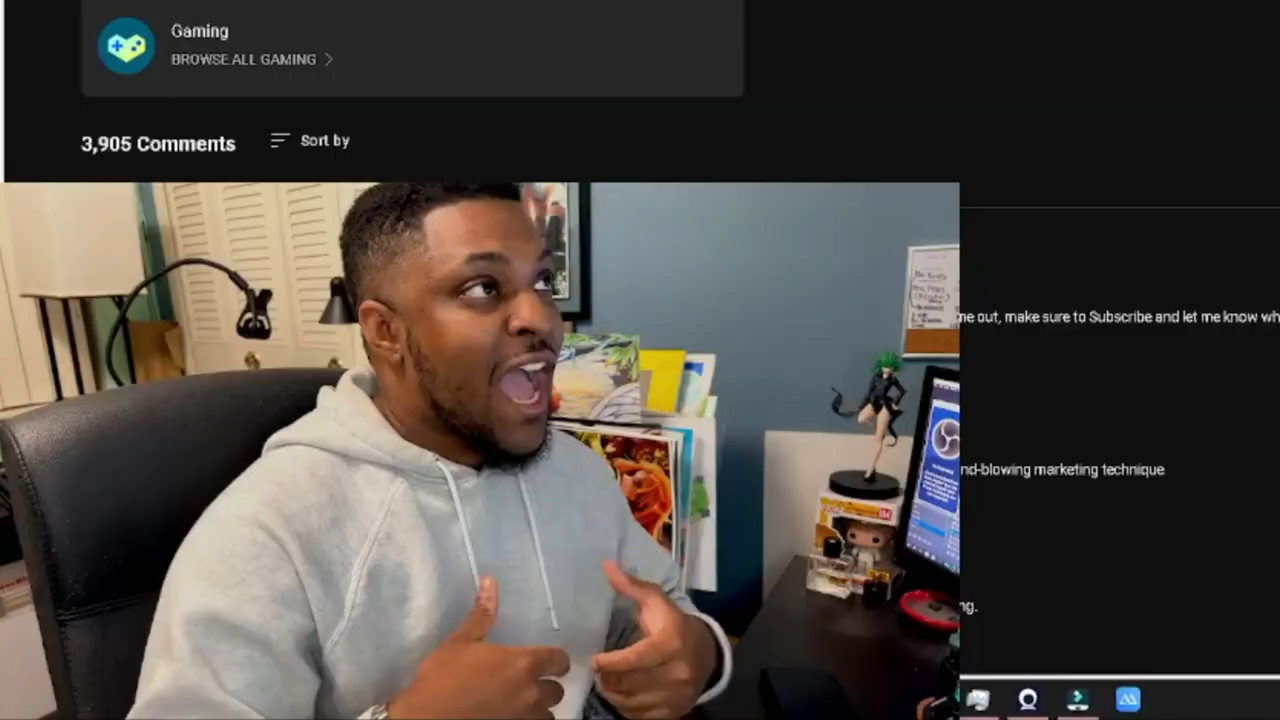 Gaming
BROWSE ALL GAMING
3,905 Comments
Sort by
me out, make sure to Subscribe and let me know wh
nd-blowing marketing technique
ng.